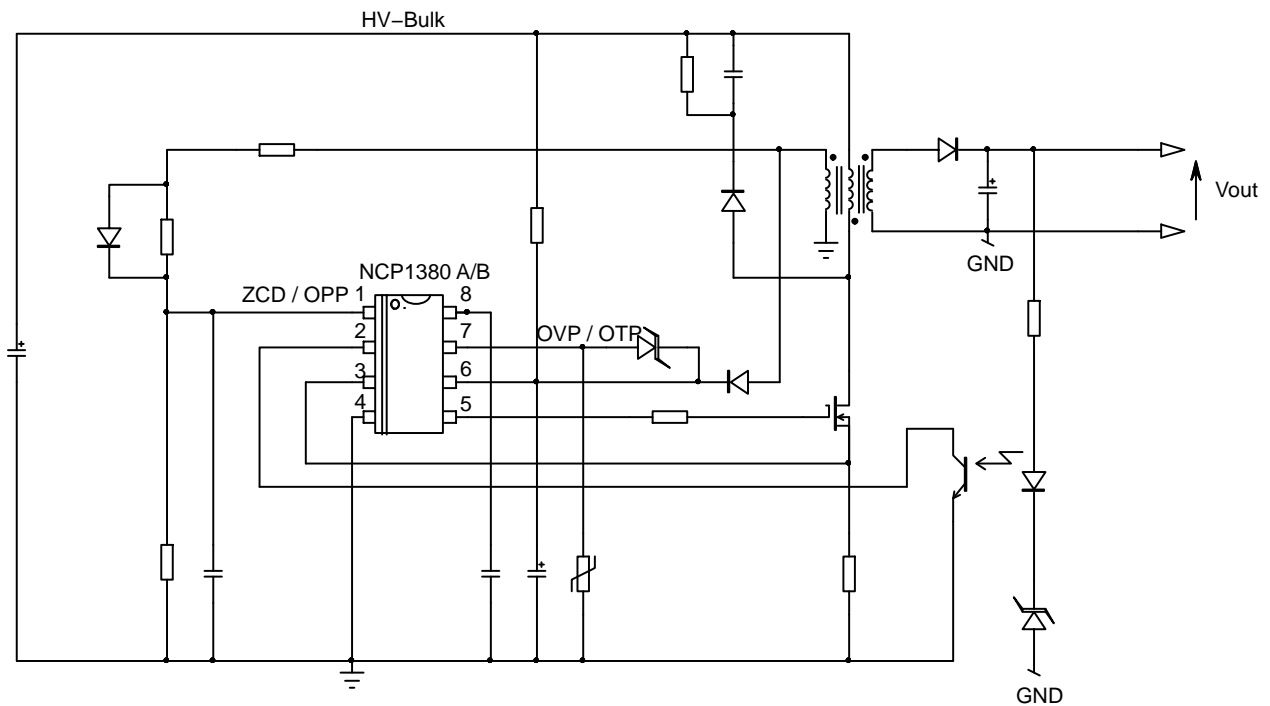 HV–Bulk
Vout
GND
NCP1380 A/B
ZCD / OPP 1
8
2
7
OVP / OTP
3
6
4
5
GND